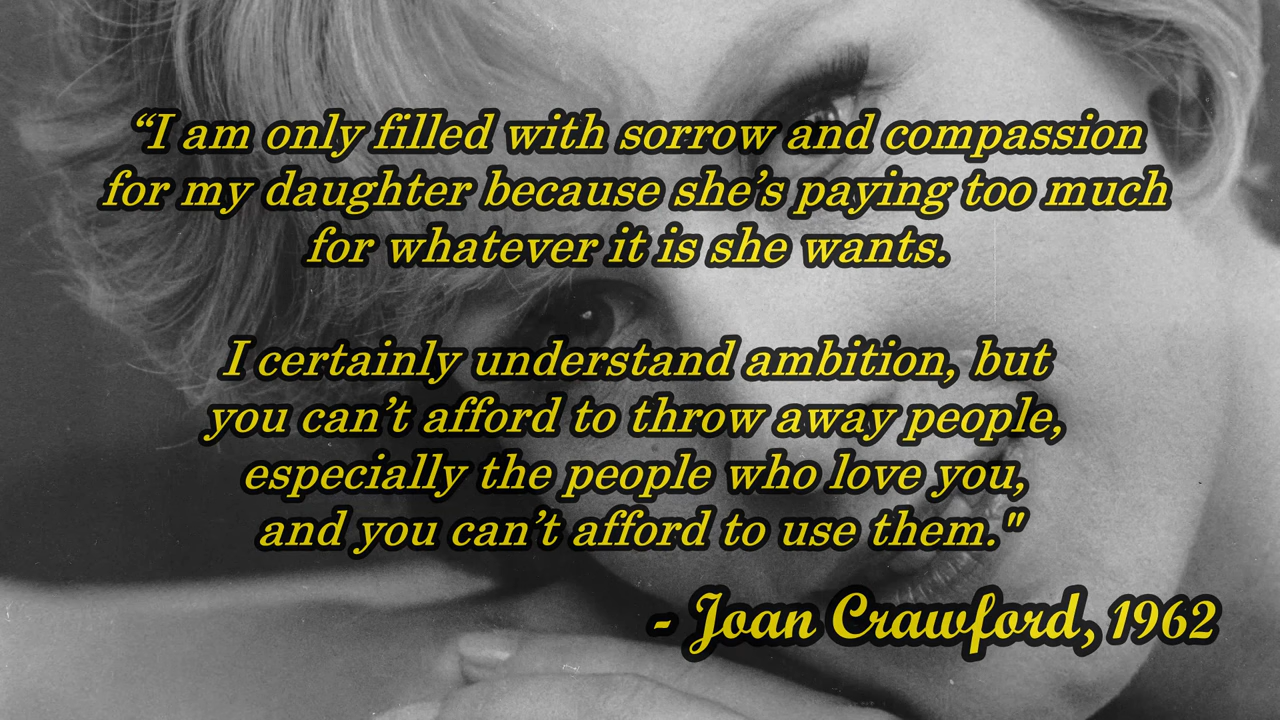 “I am only filled with sorrow and compassion
for my daughter because she’s paying too much
for whatever it is she wants.
I certainly understand ambition, but
you can’t afford to throw away people,
especially the people who love you,
and you can’t afford to use them."
- Joan Crawford, 1962